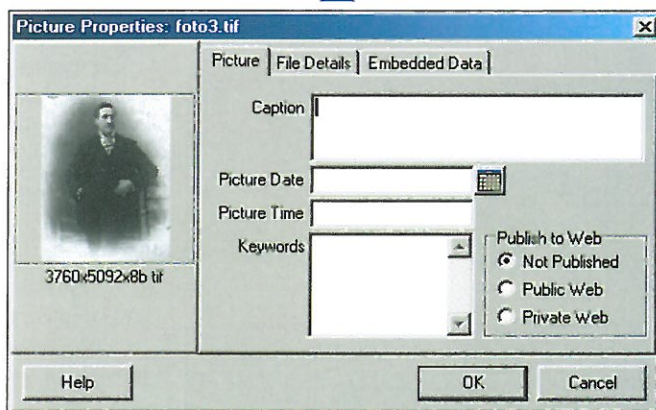 Picture Properties: foto3.tif
Picture File Details Embedded Data
Caption
Picture Date
Picture Time
Keywords
Publish to Web
Not Published
Public Web
Private Web
3760x5092x8b tif
Help OK Cancel